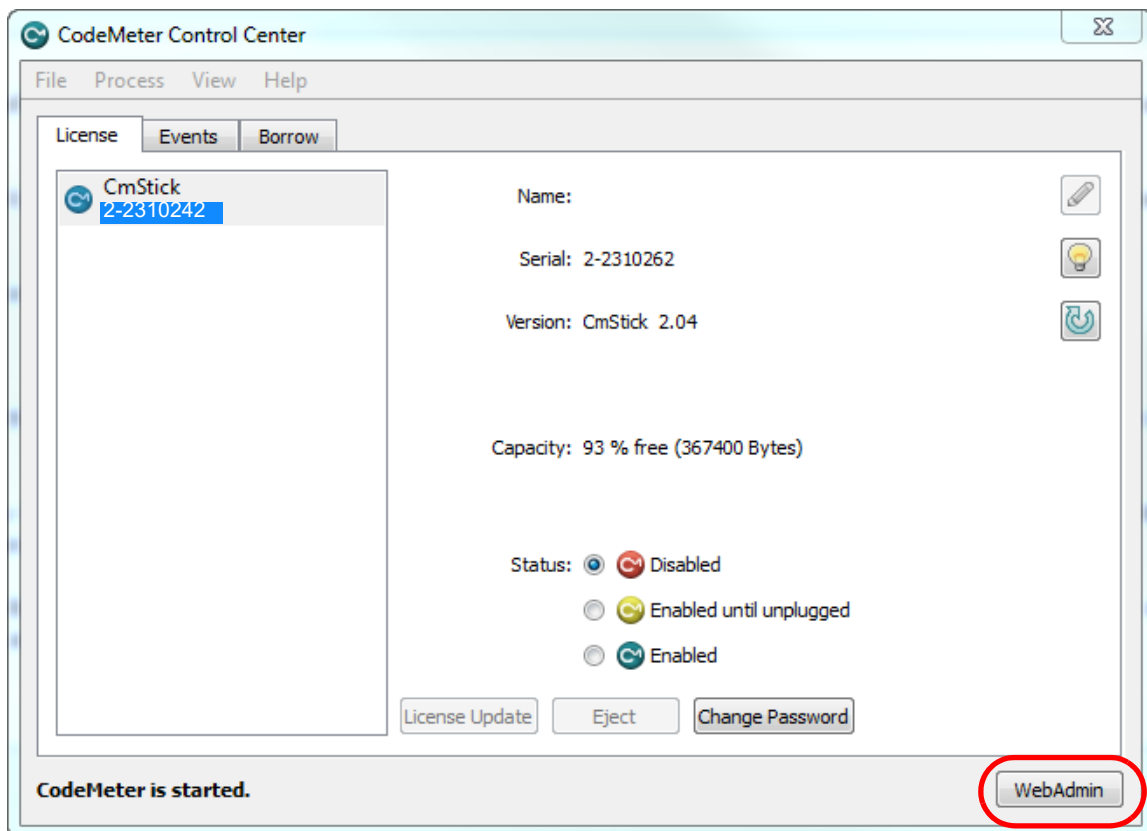 CodeMeter Control Center
File Process View Help
License Events Borrow
CmStick
2-2310242
Name:
Serial: 2-2310262
Version: CmStick 2.04
Capacity: 93 % free (367400 Bytes)
Status: Disabled
Enabled until unplugged
Enabled
License Update Eject Change Password
CodeMeter is started. WebAdmin